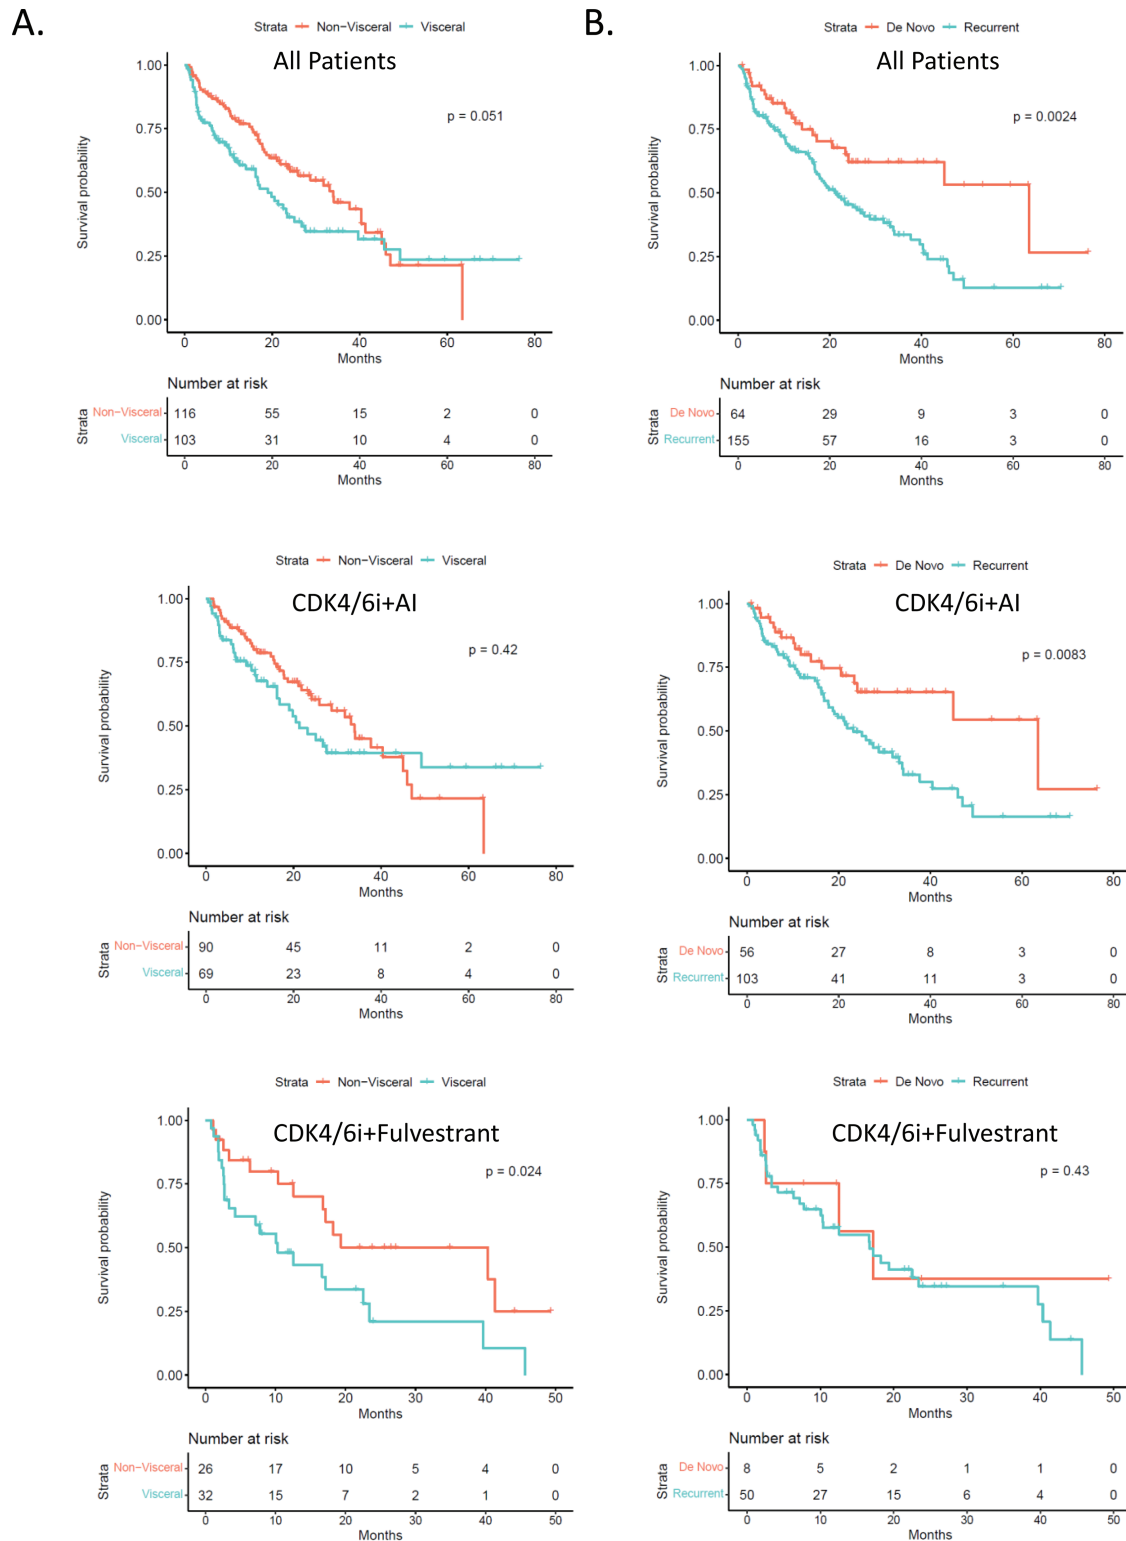 A.
Strata Non−Visceral Visceral
All Patients
p = 0.051
Survival probability
1.00
0.75
0.50
0.25
0.00
0 20 40 60 80
Months
Number at risk
Strata
Non−Visceral 116 55 15 2 0
Visceral 103 31 10 4 0
0 20 40 60 80
Months
B.
Strata De Novo Recurrent
All Patients
p = 0.0024
Survival probability
1.00
0.75
0.50
0.25
0.00
0 20 40 60 80
Months
Number at risk
Strata
De Novo 64 29 9 3 0
Recurrent 155 57 16 3 0
0 20 40 60 80
Months
Strata Non−Visceral Visceral
CDK4/6i+AI
p = 0.42
Survival probability
1.00
0.75
0.50
0.25
0.00
0 20 40 60 80
Months
Number at risk
Strata
Non−Visceral 90 45 11 2 0
Visceral 69 23 8 4 0
0 20 40 60 80
Months
Strata De Novo Recurrent
CDK4/6i+AI
p = 0.0083
Survival probability
1.00
0.75
0.50
0.25
0.00
0 20 40 60 80
Months
Number at risk
Strata
De Novo 56 27 8 3 0
Recurrent 103 41 11 3 0
0 20 40 60 80
Months
Strata Non−Visceral Visceral
CDK4/6i+Fulvestrant
p = 0.024
Survival probability
1.00
0.75
0.50
0.25
0.00
0 10 20 30 40 50
Months
Number at risk
Strata
Non−Visceral 26 17 10 5 4 0
Visceral 32 15 7 2 1 0
0 10 20 30 40 50
Months
Strata De Novo Recurrent
CDK4/6i+Fulvestrant
p = 0.43
Survival probability
1.00
0.75
0.50
0.25
0.00
0 10 20 30 40 50
Months
Number at risk
Strata
De Novo 8 5 2 1 1 0
Recurrent 50 27 15 6 4 0
0 10 20 30 40 50
Months